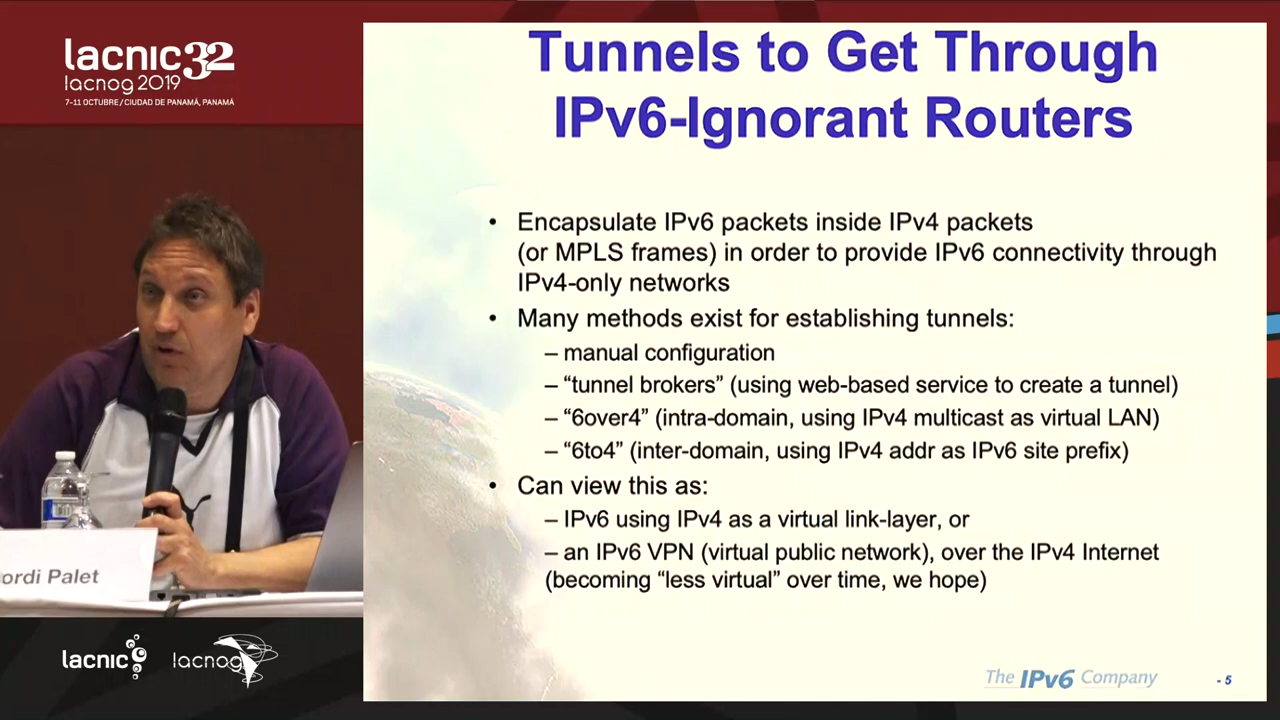 lacnic32
lacnog 2019
7-11 OCTUBRE / CIUDAD DE PANAMÁ, PANAMÁ
Tunnels to Get Through
IPv6-Ignorant Routers
• Encapsulate IPv6 packets inside IPv4 packets
(or MPLS frames) in order to provide IPv6 connectivity through
IPv4-only networks
• Many methods exist for establishing tunnels:
– manual configuration
– “tunnel brokers” (using web-based service to create a tunnel)
– “6over4” (intra-domain, using IPv4 multicast as virtual LAN)
– “6to4” (inter-domain, using IPv4 addr as IPv6 site prefix)
• Can view this as:
– IPv6 using IPv4 as a virtual link-layer, or
– an IPv6 VPN (virtual public network), over the IPv4 Internet
(becoming “less virtual” over time, we hope)
ordi Palet
lacnic
lacnog
The IPv6 Company
- 5